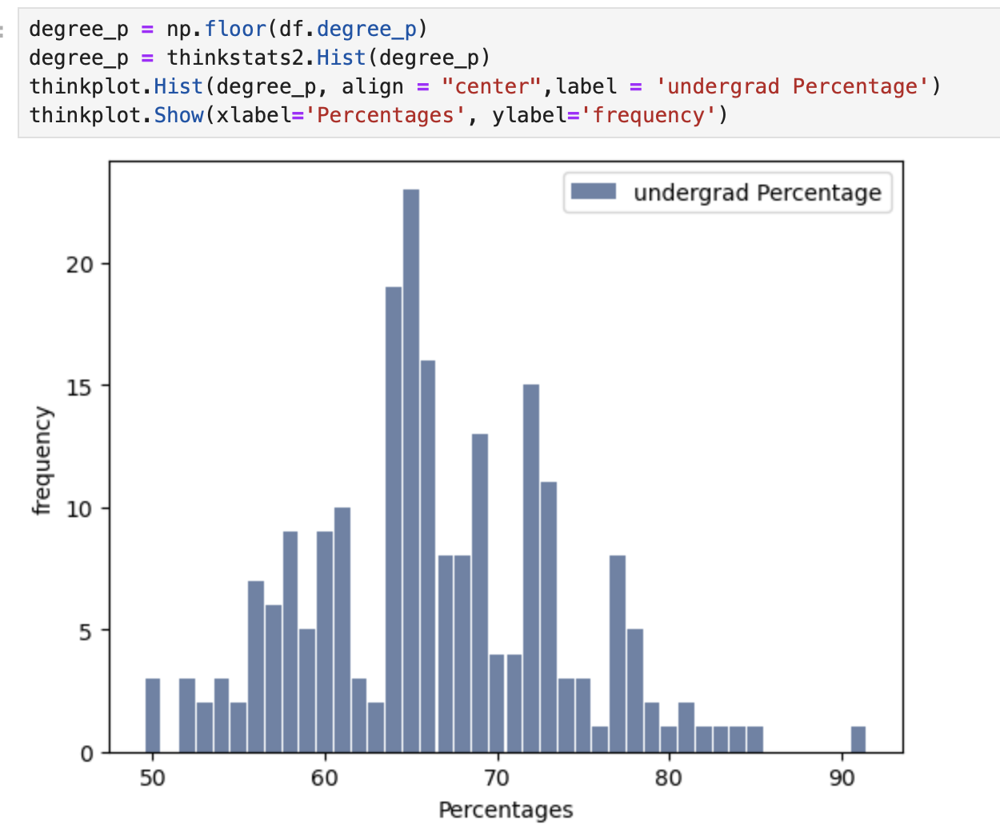 degree_p = np.floor(df.degree_p)
degree_p = thinkstats2.Hist(degree_p)
thinkplot.Hist(degree_p, align = "center",label = 'undergrad Percentage')
thinkplot.Show(xlabel='Percentages', ylabel='frequency')
undergrad Percentage
20
15
10
5
0
frequency
50 60 70 80 90
Percentages